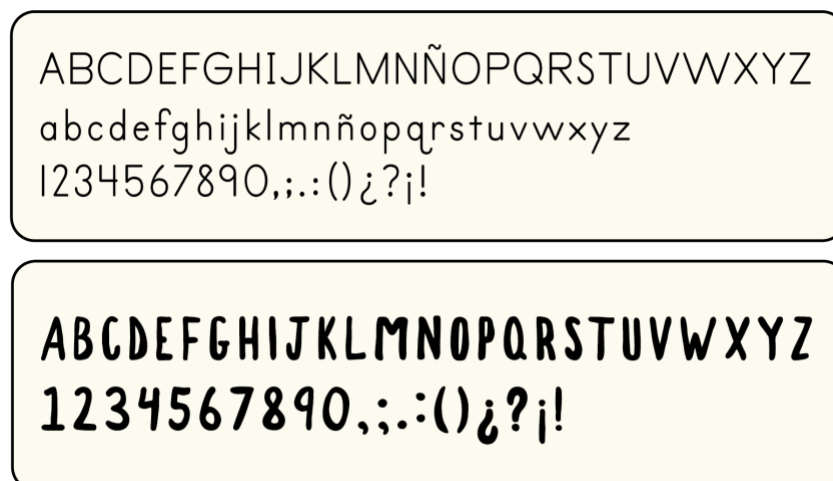 ABCDEFGHIJKLMNÑOPQRSTUVWXYZ
abcdefghijklmnñopqrstuvwxyz
1234567890,;.:()¿?¡!
ABCDEFGHIJKLMNOPQRSTUVWXYZ
1234567890,;.:()¿?¡!